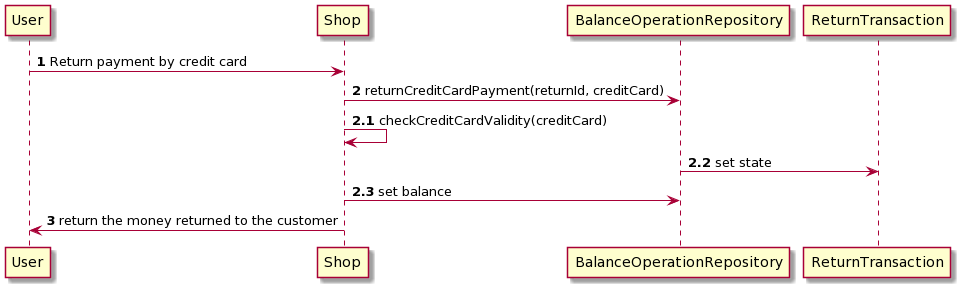 User
Shop
BalanceOperationRepository
ReturnTransaction
1 Return payment by credit card
2 returnCreditCardPayment(returnId, creditCard)
2.1 checkCreditCardValidity(creditCard)
2.2 set state
2.3 set balance
3 return the money returned to the customer
User
Shop
BalanceOperationRepository
ReturnTransaction